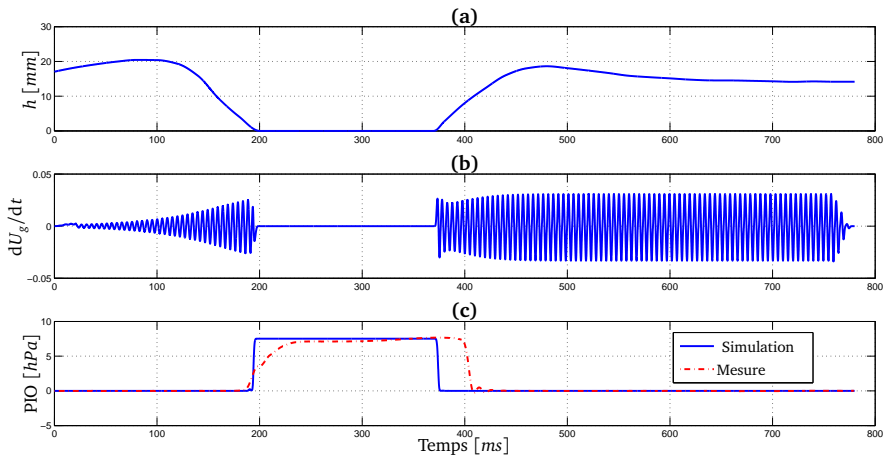 (a)
h [mm]
30
20
10
0
0 100 200 300 400 500 600 700 800
(b)
dU_g/dt
0.05
0
−0.05
0 100 200 300 400 500 600 700 800
(c)
PIO [hPa]
10
5
0
−5
Simulation
Mesure
0 100 200 300 400 500 600 700 800
Temps [ms]